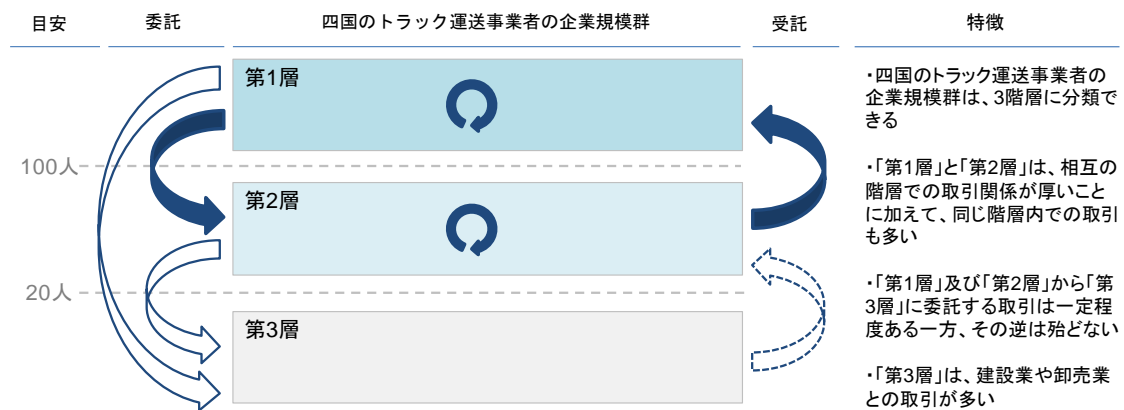 目安
委託
四国のトラック運送事業者の企業規模群
受託
特徴
第1層
100人
第2層
20人
第3層
・四国のトラック運送事業者の
企業規模群は、3階層に分類で
きる
・「第1層」と「第2層」は、相互の
階層での取引関係が厚いこと
に加えて、同じ階層内での取引
も多い
・「第1層」及び「第2層」から「第
3層」に委託する取引は一定程
度ある一方、その逆は殆どない
・「第3層」は、建設業や卸売業
との取引が多い